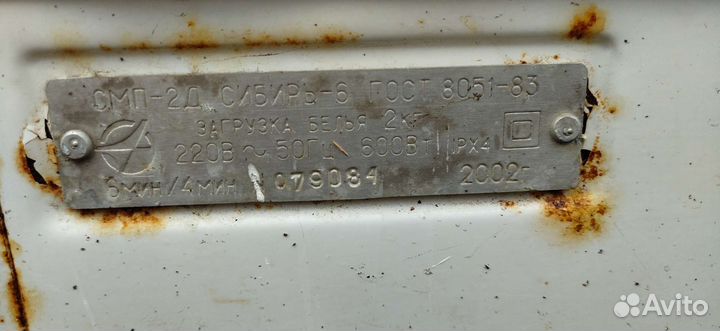 СМП-2Д СИБИРЬ-6 ГОСТ 8051-83
ЗАГРУЗКА БЕЛЬЯ 2КГ
220В ~ 50ГЦ 600Вт IPX4
6мин/4мин 079084 2002г
Avito